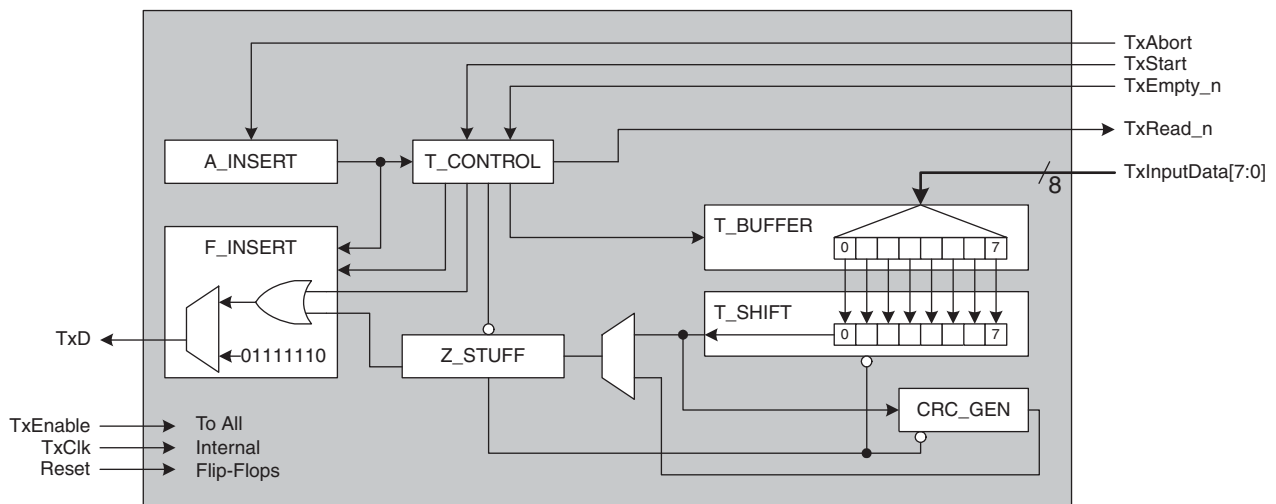 TxAbort
TxStart
TxEmpty_n
A_INSERT
T_CONTROL
TxRead_n
TxInputData[7:0]
8
T_BUFFER
0
7
F_INSERT
T_SHIFT
0
7
TxD
01111110
Z_STUFF
CRC_GEN
TxEnable
To All
TxClk
Internal
Reset
Flip-Flops